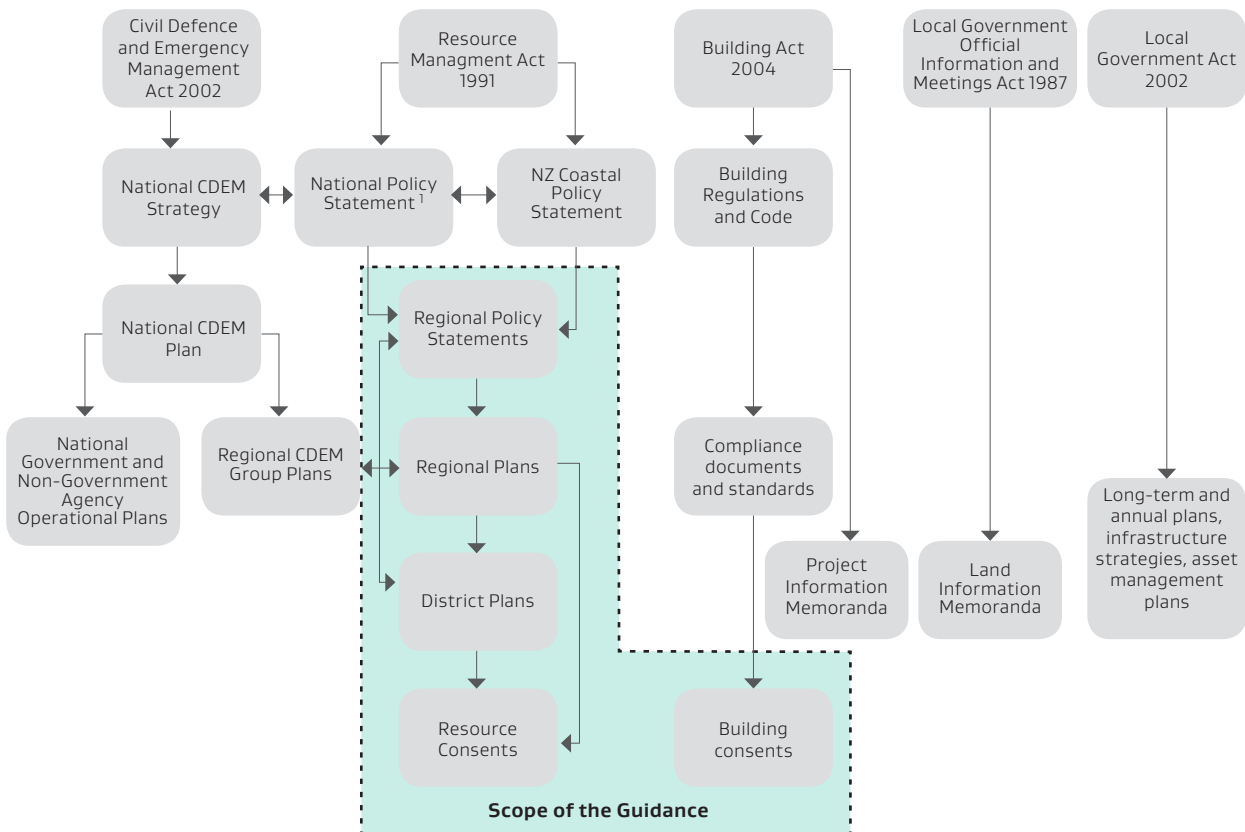 Civil Defence
and Emergency
Management
Act 2002
Resource
Managment Act
1991
Building Act
2004
Local Government
Official
Information and
Meetings Act 1987
Local
Government Act
2002
National CDEM
Strategy
National Policy
Statement 1
NZ Coastal
Policy
Statement
Building
Regulations
and Code
National CDEM
Plan
Regional Policy
Statements
National
Government and
Non-Government
Agency
Operational Plans
Regional CDEM
Group Plans
Regional Plans
Compliance
documents
and standards
Long-term and
annual plans,
infrastructure
strategies, asset
management
plans
Project
Information
Memoranda
Land
Information
Memoranda
District Plans
Resource
Consents
Building
consents
Scope of the Guidance